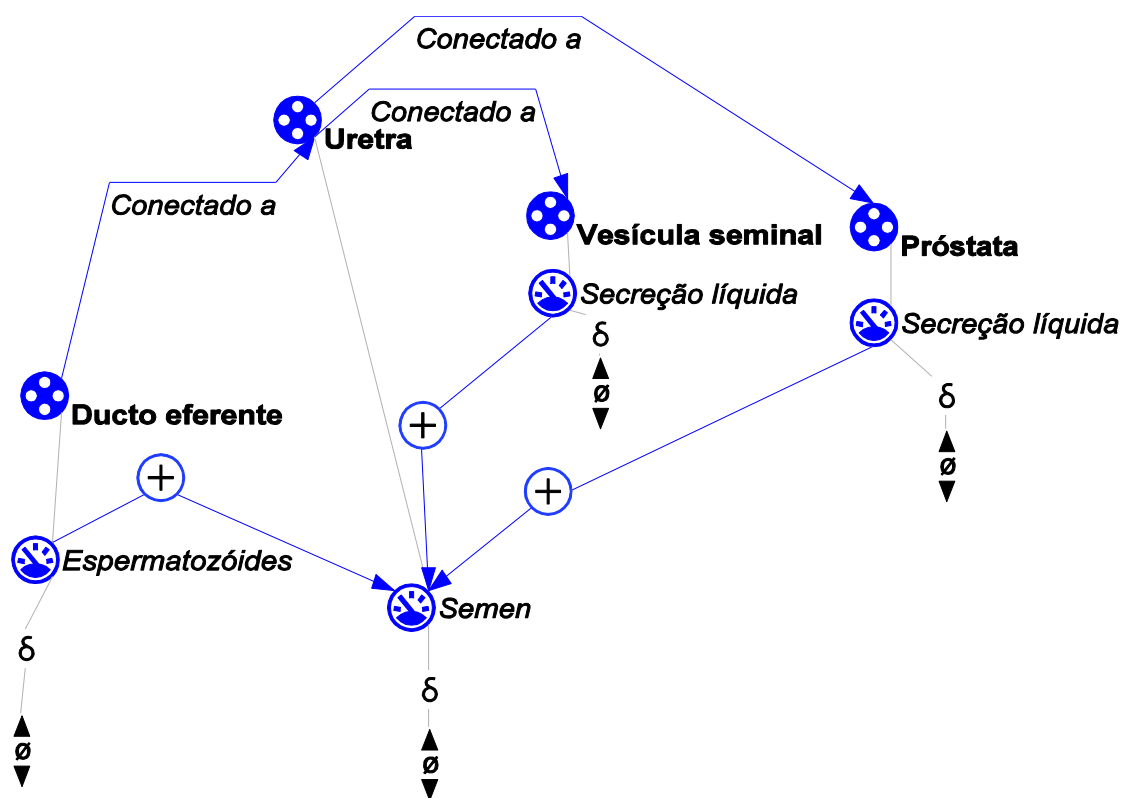 Conectado a
Conectado a
Uretra
Conectado a
Vesícula seminal
Próstata
Secreção líquida
Secreção líquida
δ
ø
δ
Ducto eferente
ø
+
+
Espermatozóides
Semen
δ
δ
ø
ø